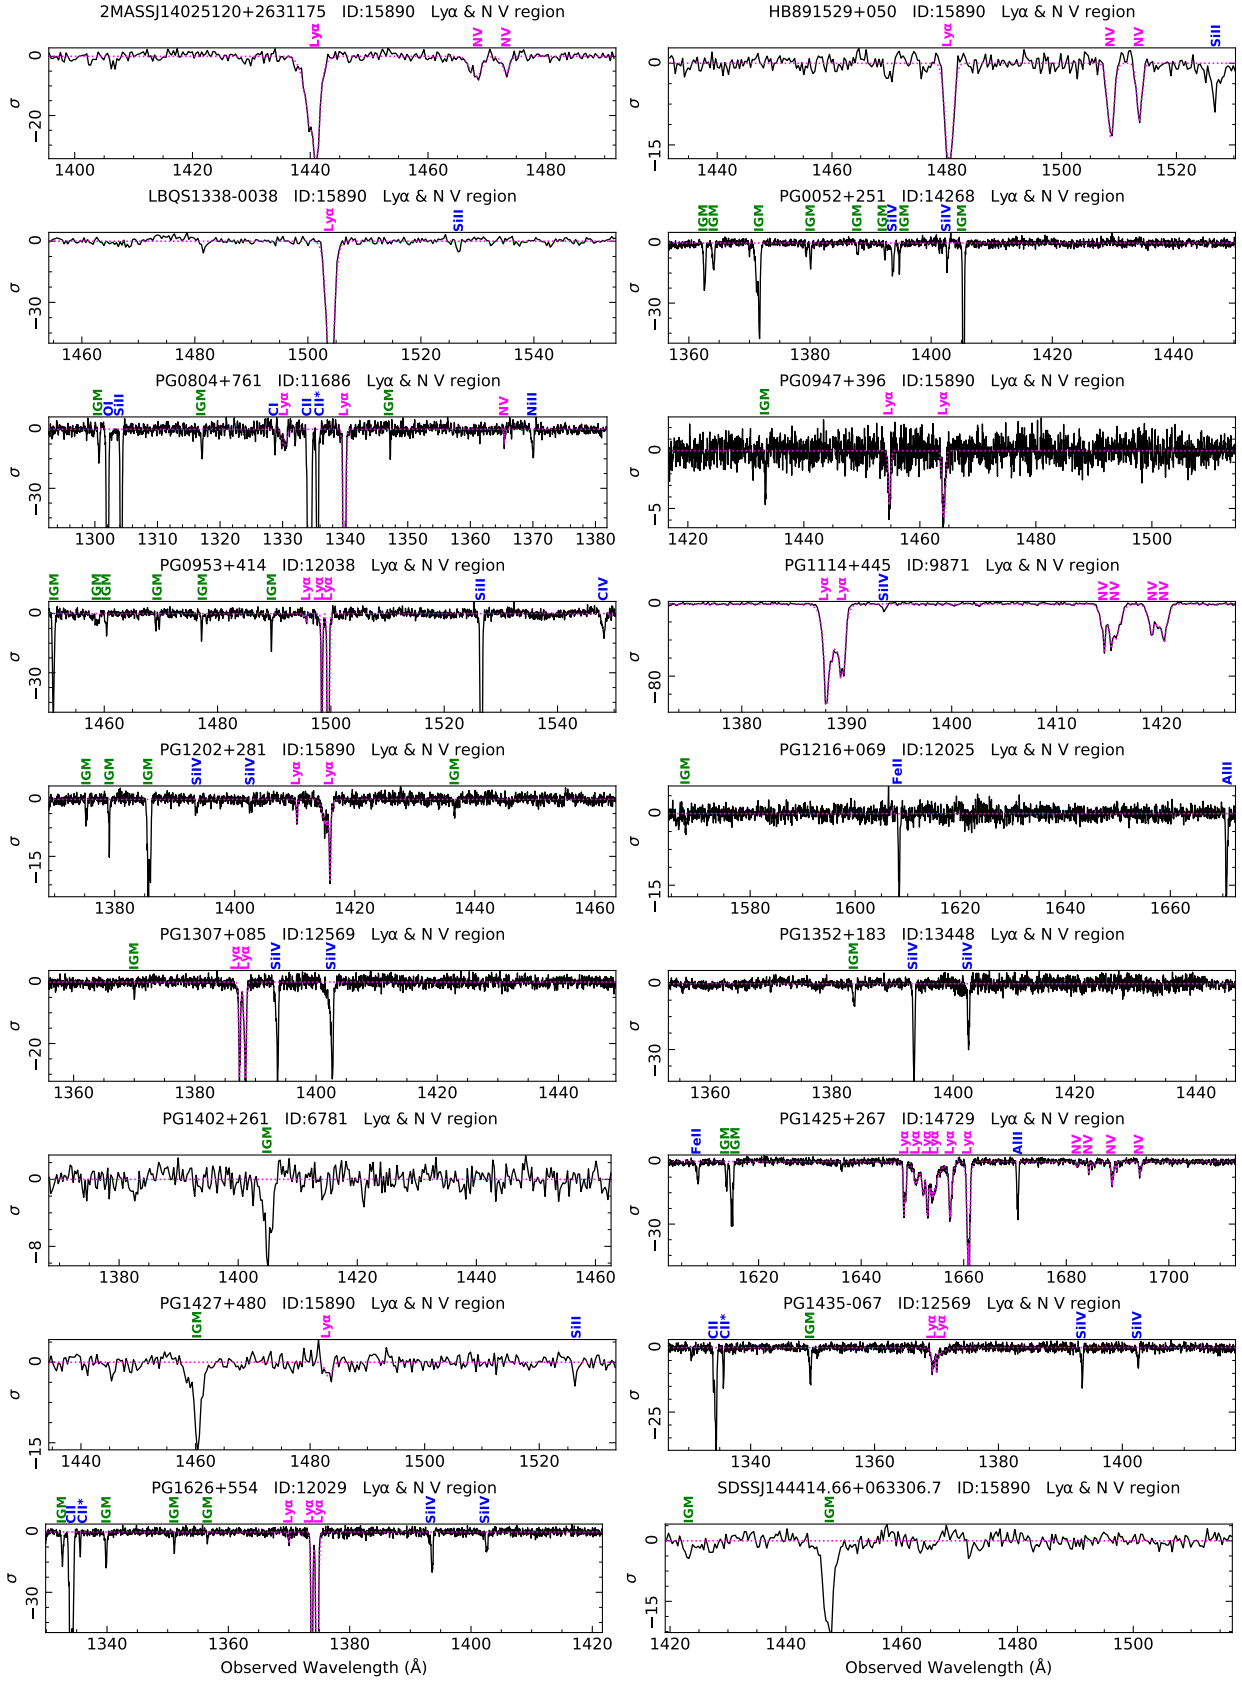 2MASSJ14025120+2631175 ID:15890 Lyα & N V region
Lyα NV NV
0 −20
σ
1400 1420 1440 1460 1480
HB891529+050 ID:15890 Lyα & N V region
Lyα NV NV SiII
0 −15
σ
1440 1460 1480 1500 1520
LBQS1338-0038 ID:15890 Lyα & N V region
Lyα SiII
0 −30
σ
1460 1480 1500 1520 1540
PG0052+251 ID:14268 Lyα & N V region
IGM IGM IGM IGM IGM IGM SiIV IGM SiIV IGM
0 −30
σ
1360 1380 1400 1420 1440
PG0804+761 ID:11686 Lyα & N V region
IGM OI SiII IGM CI Lyα CII CII* Lyα IGM NV NiII
0 −30
σ
1300 1310 1320 1330 1340 1350 1360 1370 1380
PG0947+396 ID:15890 Lyα & N V region
IGM Lyα Lyα
0 −5
σ
1420 1440 1460 1480 1500
PG0953+414 ID:12038 Lyα & N V region
IGM IGM IGM IGM IGM IGM Lyα Lyα Lyα SiII CIV
0 −30
σ
1460 1480 1500 1520 1540
PG1114+445 ID:9871 Lyα & N V region
Lyα Lyα SiIV NV NV NV NV
0 −80
σ
1380 1390 1400 1410 1420
PG1202+281 ID:15890 Lyα & N V region
IGM IGM IGM SiIV SiIV Lyα Lyα IGM
0 −15
σ
1380 1400 1420 1440 1460
PG1216+069 ID:12025 Lyα & N V region
IGM FeII AlII
0 −15
σ
1580 1600 1620 1640 1660
PG1307+085 ID:12569 Lyα & N V region
IGM Lyα Lyα SiIV SiIV
0 −20
σ
1360 1380 1400 1420 1440
PG1352+183 ID:13448 Lyα & N V region
IGM SiIV SiIV
0 −30
σ
1360 1380 1400 1420 1440
PG1402+261 ID:6781 Lyα & N V region
IGM
0 −8
σ
1380 1400 1420 1440 1460
PG1425+267 ID:14729 Lyα & N V region
FeII IGM IGM Lyα Lyα Lyα Lyα Lyα Lyα AlII NV NV NV NV
0 −30
σ
1620 1640 1660 1680 1700
PG1427+480 ID:15890 Lyα & N V region
IGM Lyα SiII
0 −15
σ
1440 1460 1480 1500 1520
PG1435-067 ID:12569 Lyα & N V region
CII CII* IGM Lyα Lyα SiIV SiIV
0 −25
σ
1340 1360 1380 1400
PG1626+554 ID:12029 Lyα & N V region
IGM CII CII* IGM IGM IGM Lyα Lyα Lyα SiIV SiIV
0 −30
σ
1340 1360 1380 1400 1420
Observed Wavelength (Å)
SDSSJ144414.66+063306.7 ID:15890 Lyα & N V region
IGM IGM
0 −15
σ
1420 1440 1460 1480 1500
Observed Wavelength (Å)